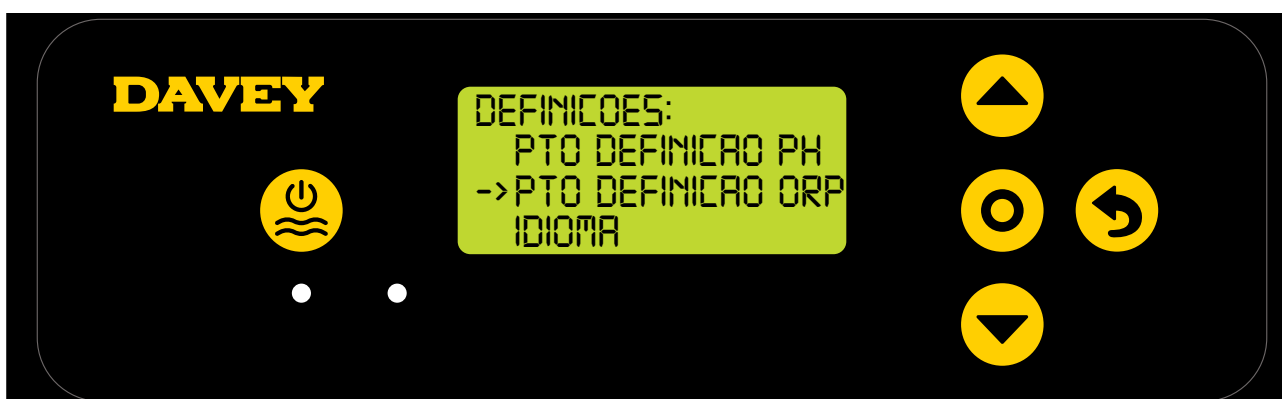 DAVEY
DEFINICOES:
PTO DEFINICAO PH
->PTO DEFINICAO ORP
IDIOMA